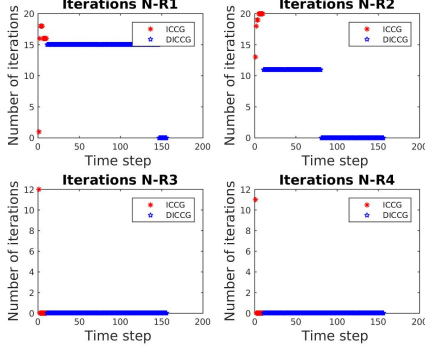 Iterations N-R1
Number of iterations
20
15
10
5
0
0 50 100 150 200
Time step
ICCG
DICCG
Iterations N-R2
Number of iterations
20
15
10
5
0
0 50 100 150 200
Time step
ICCG
DICCG
Iterations N-R3
Number of iterations
12
10
8
6
4
2
0
0 50 100 150 200
Time step
ICCG
DICCG
Iterations N-R4
Number of iterations
12
10
8
6
4
2
0
0 50 100 150 200
Time step
ICCG
DICCG